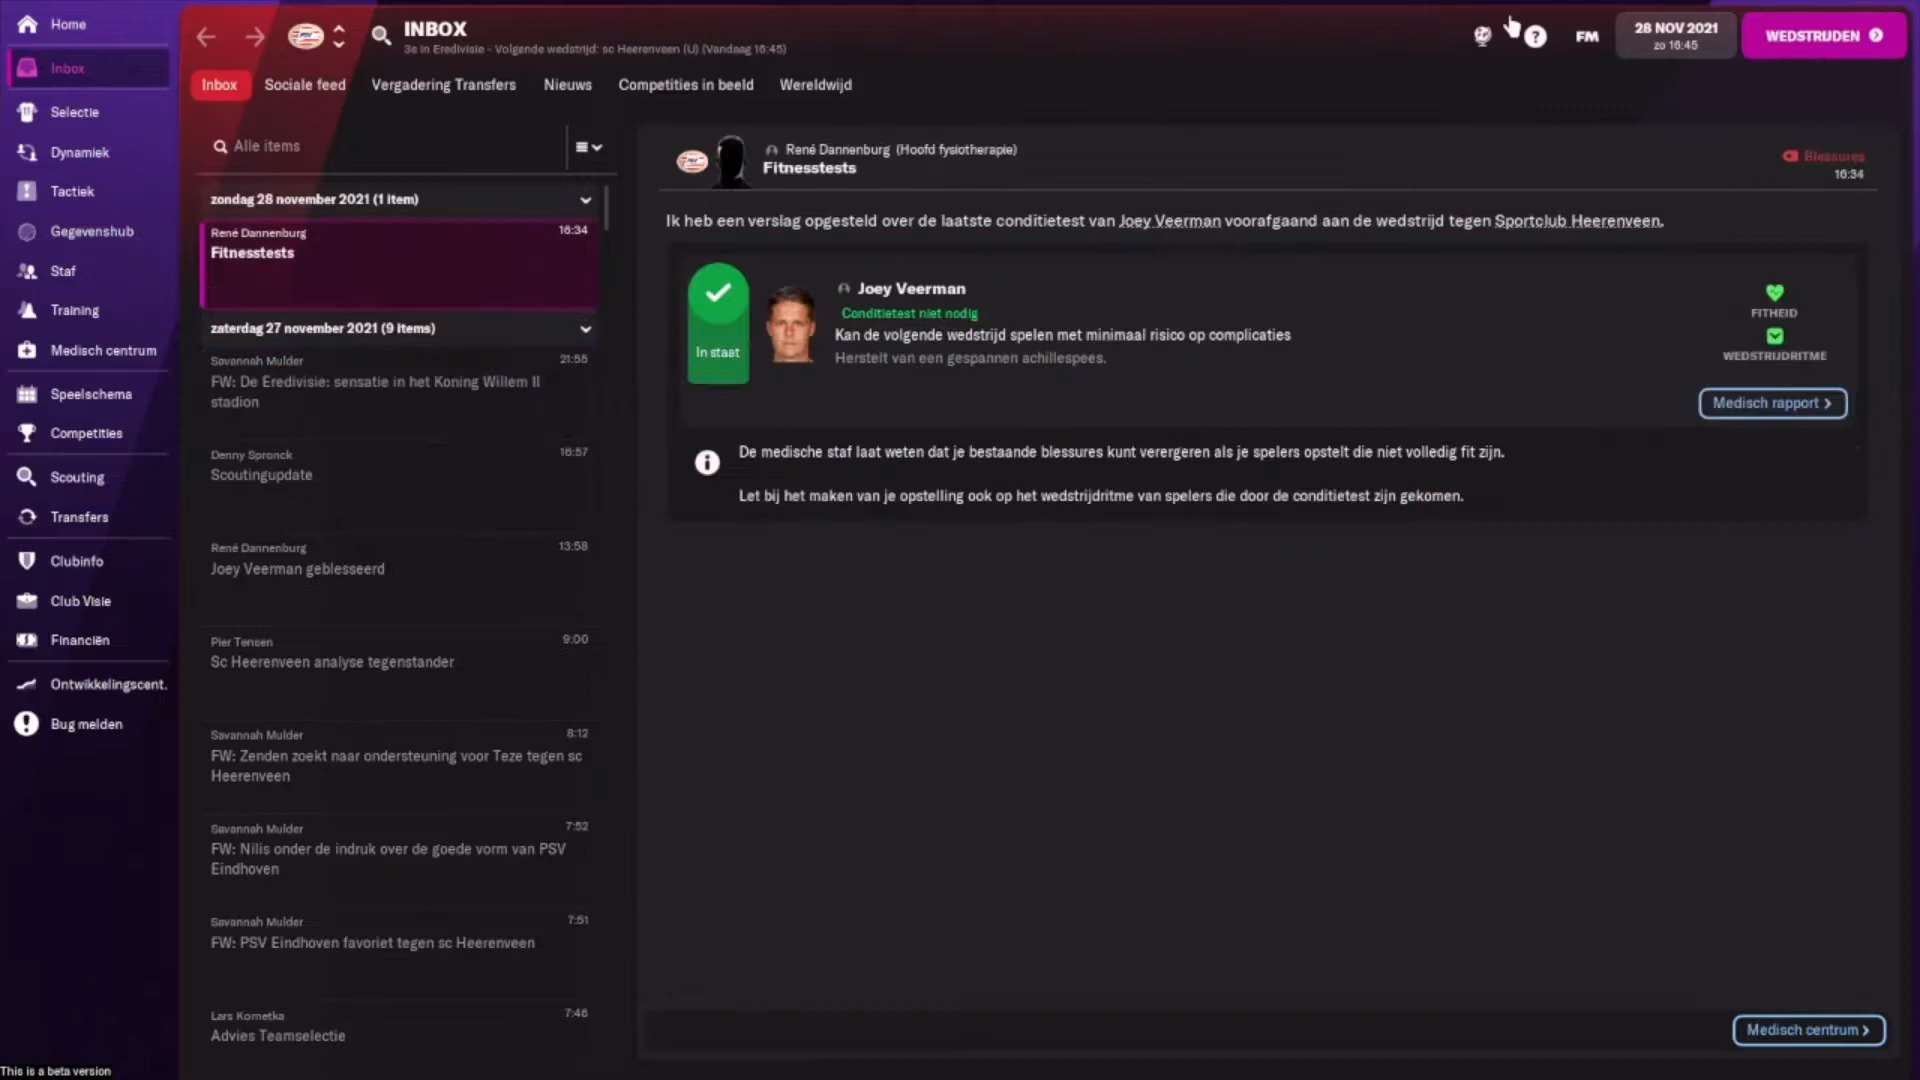 Home
Inbox
Selectie
Dynamiek
Tactiek
Gegevenshub
Staf
Training
Medisch centrum
Speelschema
Competities
Scouting
Transfers
Clubinfo
Club Visie
Financiën
Ontwikkelingscent.
Bug melden
This is a beta version
INBOX
3e in Eredivisie - Volgende wedstrijd: sc Heerenveen (U) (Vandaag 16:45)
FM
28 NOV 2021
zo 16:45
WEDSTRIJDEN
Inbox Sociale feed Vergadering Transfers Nieuws Competities in beeld Wereldwijd
Alle items
zondag 28 november 2021 (1 item)
René Dannenburg 16:34
Fitnesstests
zaterdag 27 november 2021 (9 items)
Savannah Mulder 21:55
FW: De Eredivisie: sensatie in het Koning Willem II
stadion
Denny Spronck 16:57
Scoutingupdate
René Dannenburg 13:58
Joey Veerman geblesseerd
Pier Tensen 9:00
Sc Heerenveen analyse tegenstander
Savannah Mulder 8:12
FW: Zenden zoekt naar ondersteuning voor Teze tegen sc
Heerenveen
Savannah Mulder 7:52
FW: Nilis onder de indruk over de goede vorm van PSV
Eindhoven
Savannah Mulder 7:51
FW: PSV Eindhoven favoriet tegen sc Heerenveen
Lars Kometka 7:46
Advies Teamselectie
René Dannenburg (Hoofd fysiotherapie)
Fitnesstests
Blessures
16:34
Ik heb een verslag opgesteld over de laatste conditietest van Joey Veerman voorafgaand aan de wedstrijd tegen Sportclub Heerenveen.
In staat
Joey Veerman
Conditietest niet nodig
Kan de volgende wedstrijd spelen met minimaal risico op complicaties
Herstelt van een gespannen achillespees.
FITHEID
WEDSTRIJDRITME
Medisch rapport
De medische staf laat weten dat je bestaande blessures kunt verergeren als je spelers opstelt die niet volledig fit zijn.
Let bij het maken van je opstelling ook op het wedstrijdritme van spelers die door de conditietest zijn gekomen.
Medisch centrum